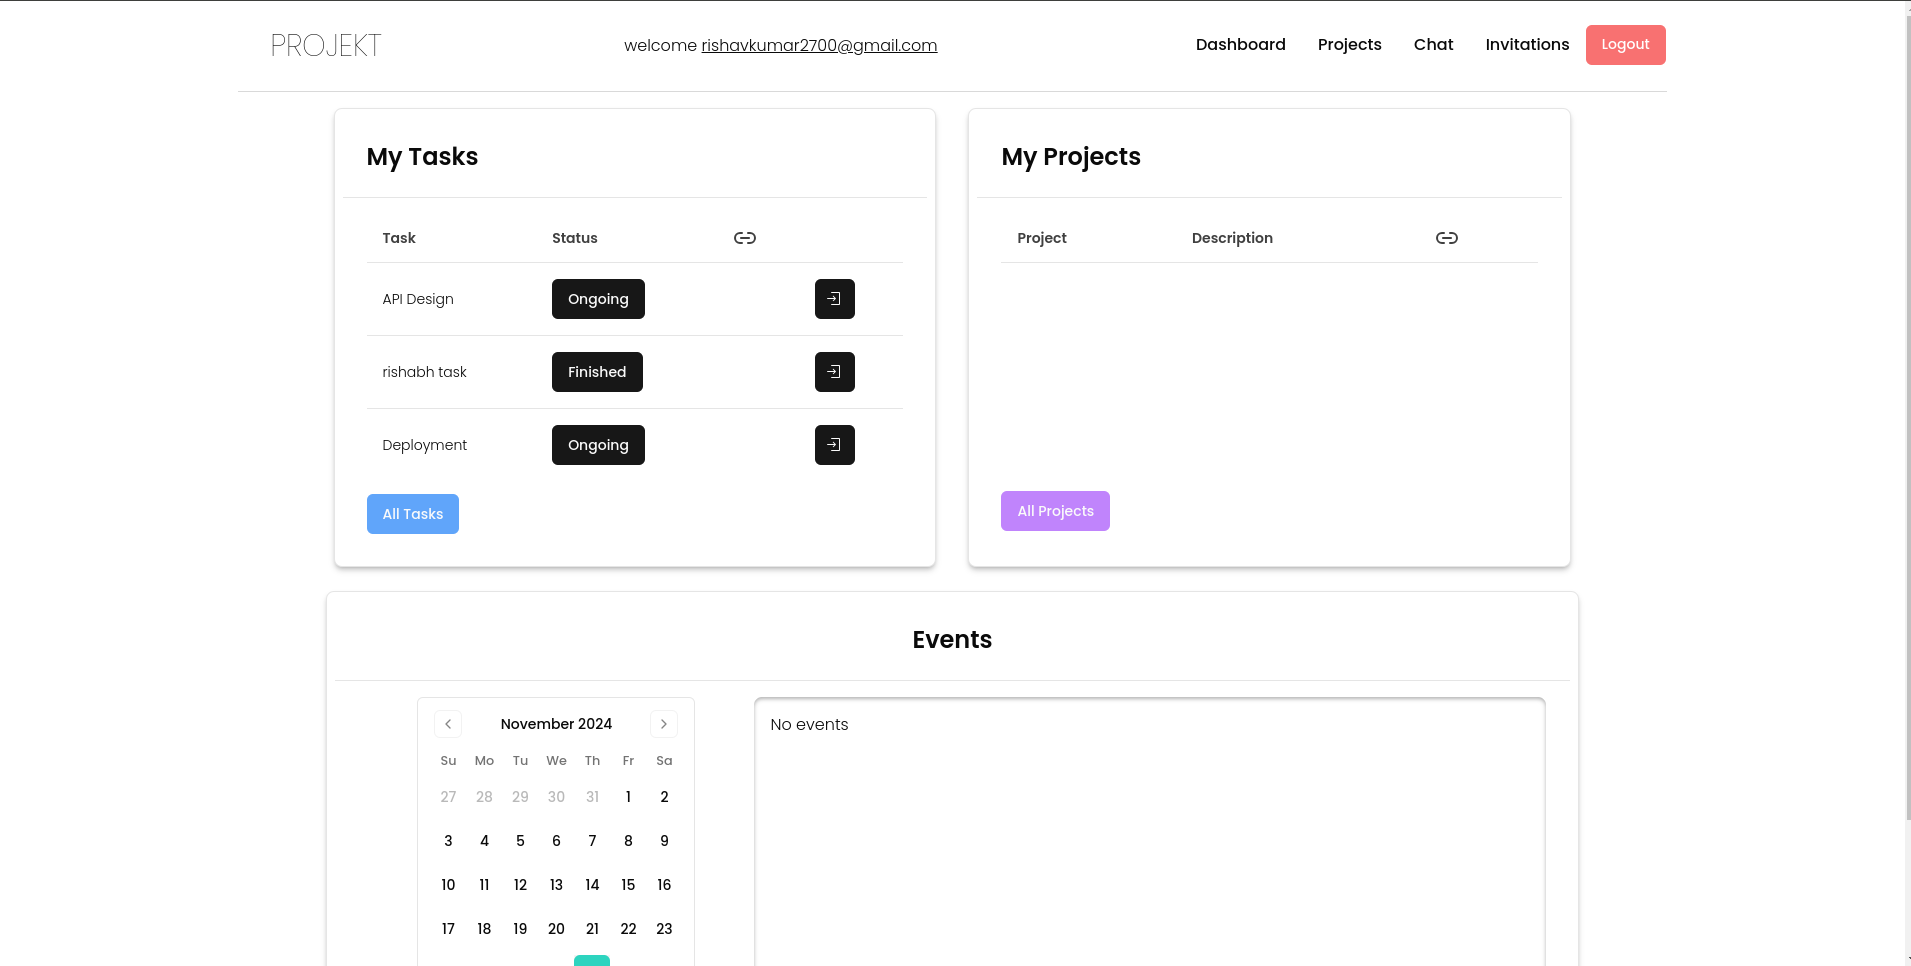 PROJEKT
welcome rishavkumar2700@gmail.com
Dashboard Projects Chat Invitations Logout
My Tasks
Task Status
API Design Ongoing
rishabh task Finished
Deployment Ongoing
All Tasks
My Projects
Project Description
All Projects
Events
November 2024
Su Mo Tu We Th Fr Sa
27 28 29 30 31 1 2
3 4 5 6 7 8 9
10 11 12 13 14 15 16
17 18 19 20 21 22 23
No events